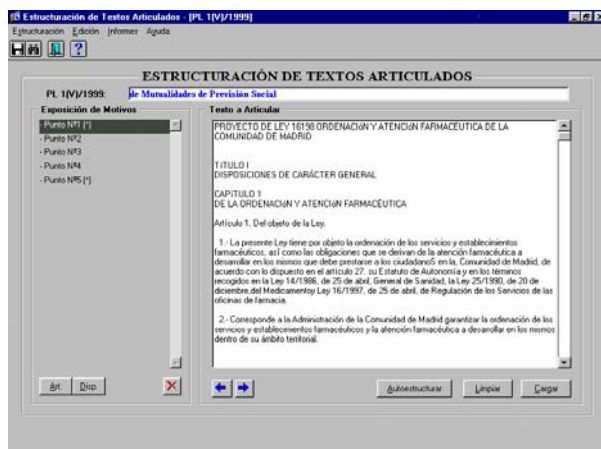 Estructuración de Textos Articulados - [PL 1(V)/1999]
Estructuración Edición Informes Ayuda
ESTRUCTURACIÓN DE TEXTOS ARTICULADOS
PL 1(V)/1999: de Mutualidades de Previsión Social
Exposición de Motivos
- Punto Nº1 (*)
- Punto Nº2
- Punto Nº3
- Punto Nº4
- Punto Nº5 (*)
Art. Disp.
Texto a Articular
PROYECTO DE LEY 16198 ORDENACIóN Y ATENCIóN FARMACÉUTICA DE LA
COMUNIDAD DE MADRID
TíTULO I
DISPOSICIONES DE CARÁCTER GENERAL
CAPíTULO 1
DE LA ORDENACIóN Y ATENCIóN FARMACÉUTICA
Artículo 1. Del objeto de la Ley.
1.- La presente Ley tiene por objeto la ordenación de los servicios y establecimientos
farmacéuticos, así como las obligaciones que se derivan de la atención farmacéutica a
desarrollar en los mismos que debe prestarse a los ciudadano5 en la, Comunidad de Madrid, de
acuerdo con lo dispuesto en el artículo 27. su Estatuto de Autonomía y en los términos
recogidos en la Ley 14/1986, de 25 de abril, General de Sanidad, la Ley 25/1990, de 20 de
diciembre,del Medicamentoy Ley 16/1997, de 25 de abril, de Regulación de los Servicios de las
oficinas de farmacia.
2.- Corresponde a la Administración de la Comunidad de Madrid garantizar la ordenación de los
servicios y establecimientos farmacéuticos y la atención farmacéutica a desarrollar en los mismos
dentro de su ámbito territorial.
Autoestructurar Limpiar Cargar